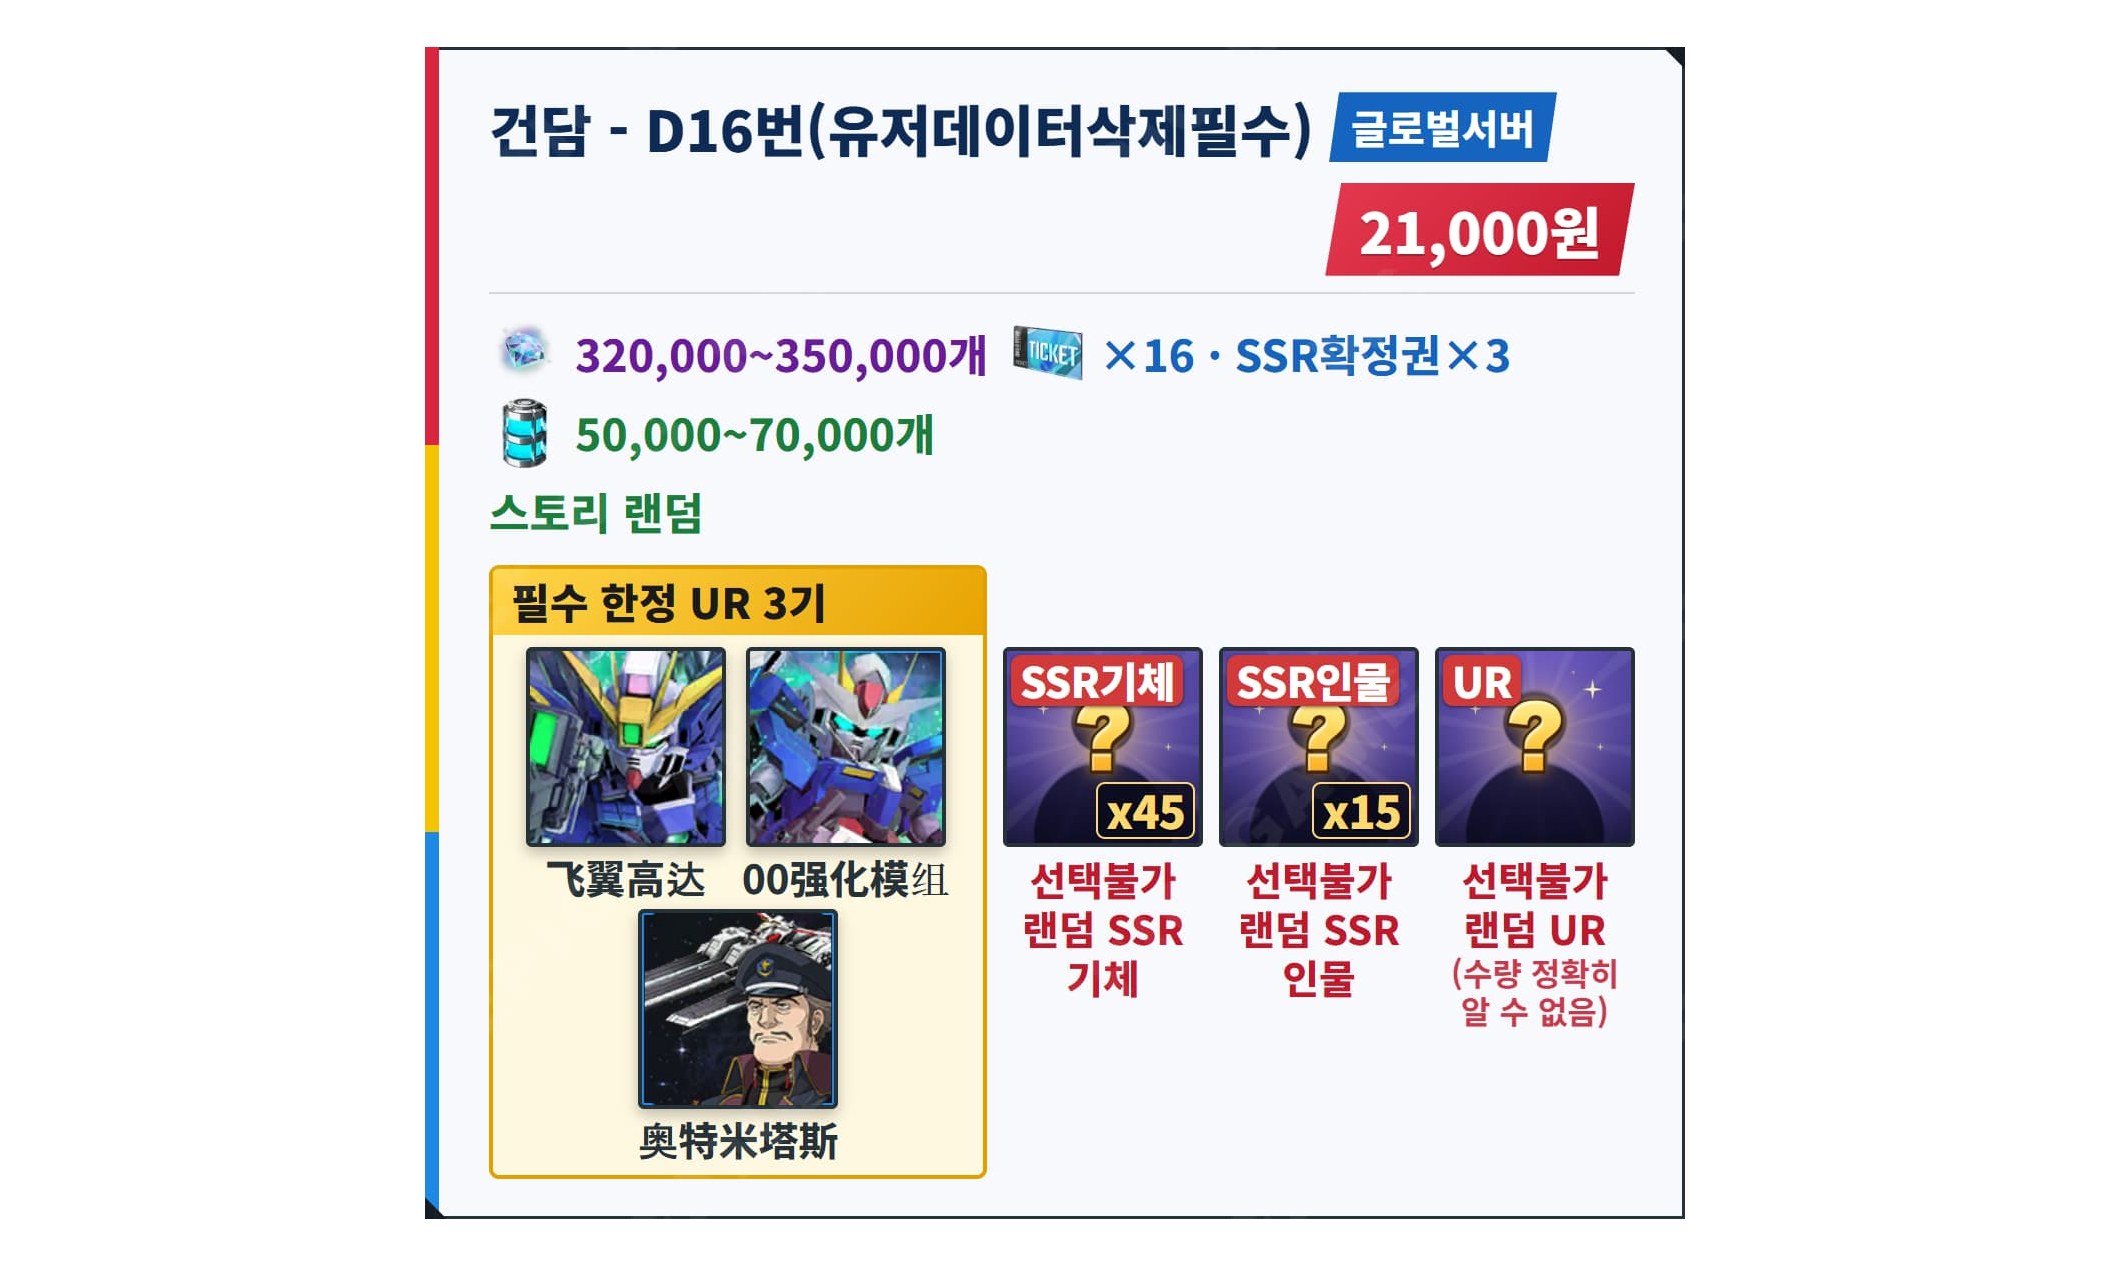 건담 - D16번(유저데이터삭제필수) 글로벌서버
21,000원
320,000~350,000개 TICKET ×16 · SSR확정권×3
50,000~70,000개
스토리 랜덤
필수 한정 UR 3기
飞翼高达 00强化模组
奥特米塔斯
SSR기체
x45
선택불가
랜덤 SSR
기체
SSR인물
x15
선택불가
랜덤 SSR
인물
UR
선택불가
랜덤 UR
(수량 정확히
알 수 없음)